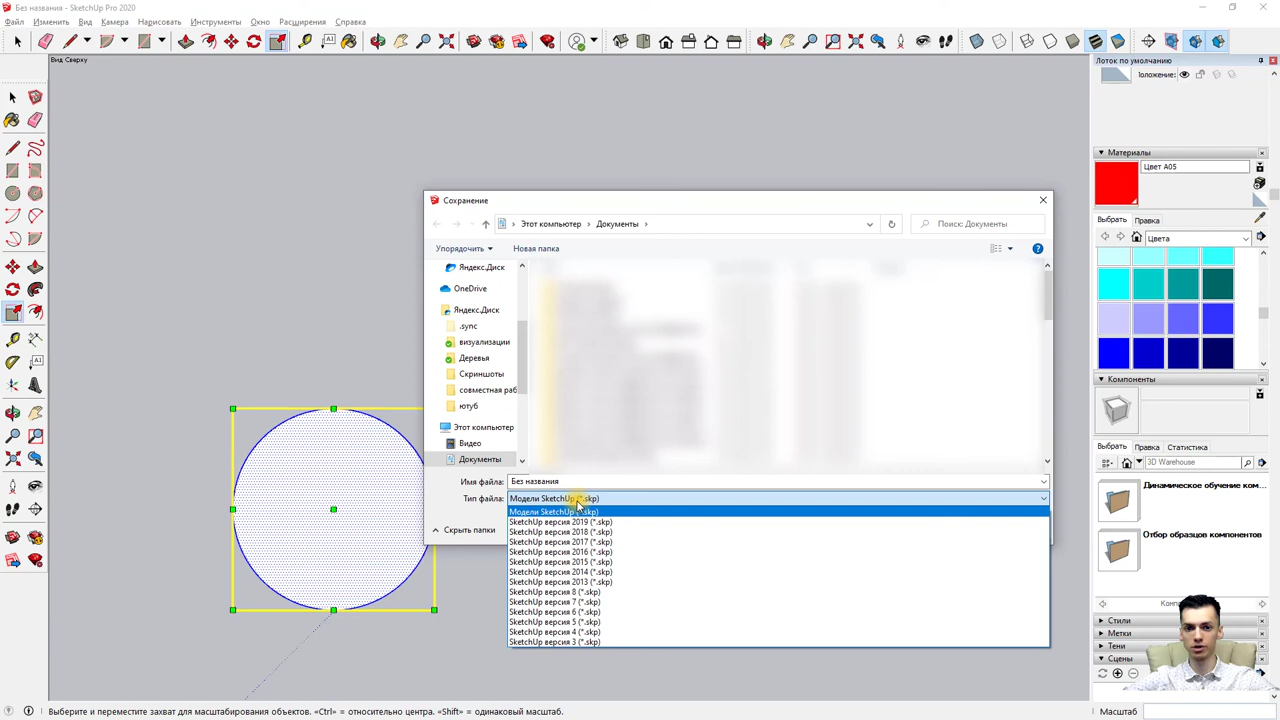 Без названия - SketchUp Pro 2020
Файл Изменить Вид Камера Нарисовать Инструменты Окно Расширения Справка
Вид Сверху
Лоток по умолчанию
Материалы
Цвет A05
Выбрать Правка
Цвета
Сохранение
Этот компьютер › Документы ›
Поиск: Документы
Упорядочить Новая папка
Яндекс.Диск
OneDrive
Яндекс.Диск
.sync
визуализации
Деревья
Скриншоты
совместная раб
ютуб
Этот компьютер
Видео
Документы
Имя файла: Без названия
Тип файла: Модели SketchUp (*.skp)
Модели SketchUp (*.skp)
SketchUp версия 2019 (*.skp)
SketchUp версия 2018 (*.skp)
SketchUp версия 2017 (*.skp)
SketchUp версия 2016 (*.skp)
SketchUp версия 2015 (*.skp)
SketchUp версия 2014 (*.skp)
SketchUp версия 2013 (*.skp)
SketchUp версия 8 (*.skp)
SketchUp версия 7 (*.skp)
SketchUp версия 6 (*.skp)
SketchUp версия 5 (*.skp)
SketchUp версия 4 (*.skp)
SketchUp версия 3 (*.skp)
Скрыть папки
Компоненты
Выбрать Правка Статистика
3D Warehouse
Динамическое обучение ком...
Отбор образцов компонентов
Стили
Метки
Тени
Сцены
Выберите и переместите захват для масштабирования объектов. «Ctrl» = относительно центра. «Shift» = одинаковый масштаб.
Масштаб